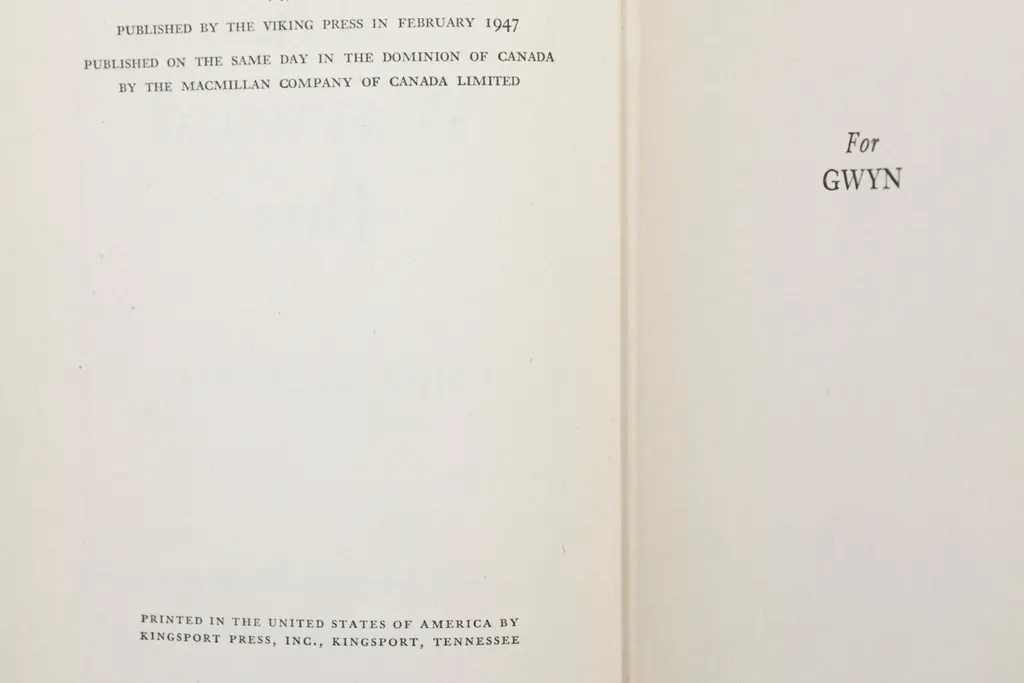 PUBLISHED BY THE VIKING PRESS IN FEBRUARY 1947
PUBLISHED ON THE SAME DAY IN THE DOMINION OF CANADA
BY THE MACMILLAN COMPANY OF CANADA LIMITED
PRINTED IN THE UNITED STATES OF AMERICA BY
KINGSPORT PRESS, INC., KINGSPORT, TENNESSEE
For
GWYN